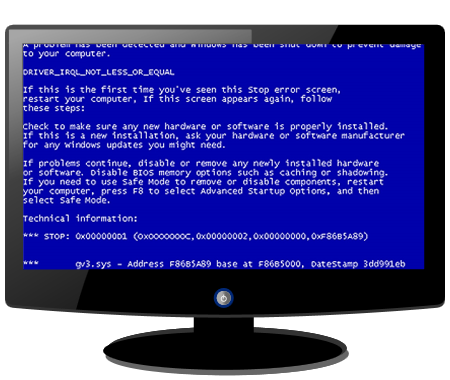 A problem has been detected and Windows has been shut down to prevent damage
to your computer.
DRIVER_IRQL_NOT_LESS_OR_EQUAL
If this is the first time you've seen this Stop error screen,
restart your computer, If this screen appears again, follow
these steps:
Check to make sure any new hardware or software is properly installed.
If this is a new installation, ask your hardware or software manufacturer
for any Windows updates you might need.
If problems continue, disable or remove any newly installed hardware
or software. Disable BIOS memory options such as caching or shadowing.
If you need to use Safe Mode to remove or disable components, restart
your computer, press F8 to select Advanced Startup Options, and then
select Safe Mode.
Technical information:
*** STOP: 0x000000D1 (0x0000000C,0x00000002,0x00000000,0xF86B5A89)
*** gv3.sys - Address F86B5A89 base at F86B5000, DateStamp 3dd991eb